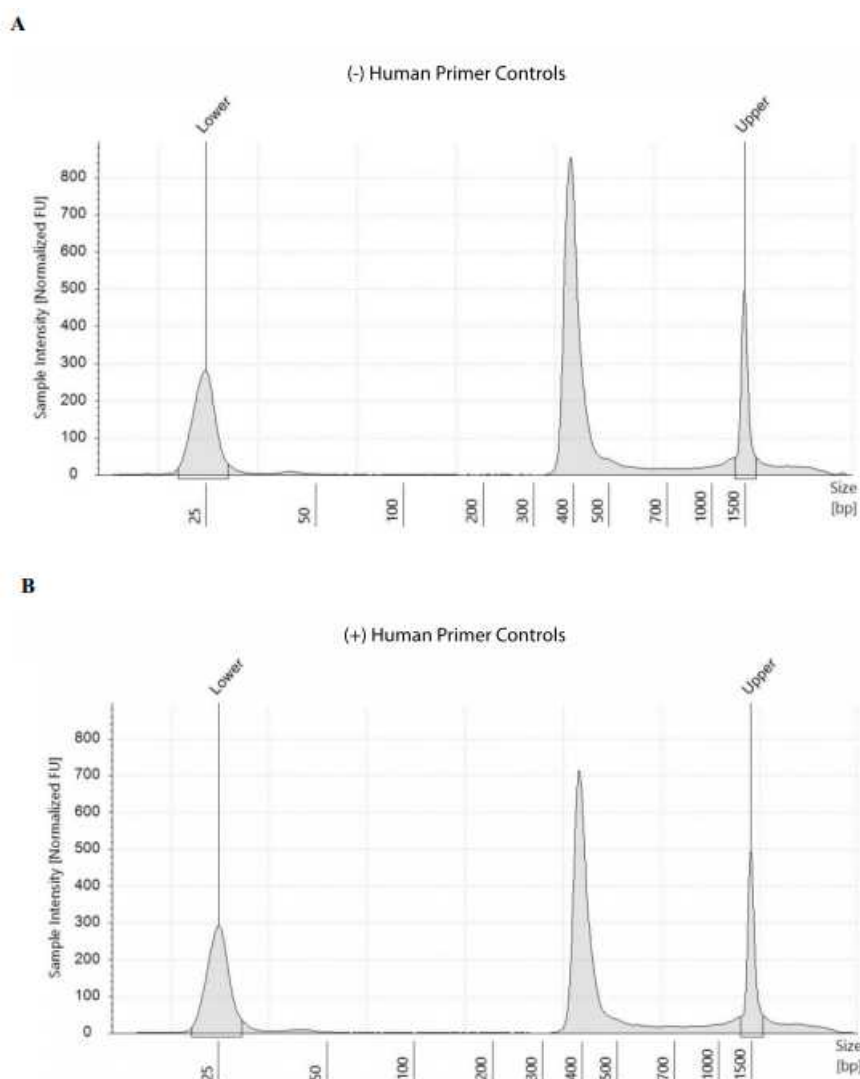 A
(-) Human Primer Controls
Lower
Upper
Sample Intensity [Normalized FU]
800
700
600
500
400
300
200
100
0
25
50
100
200
300
400
500
700
1000
1500
Size
[bp]
B
(+) Human Primer Controls
Lower
Upper
Sample Intensity [Normalized FU]
800
700
600
500
400
300
200
100
0
25
50
100
200
300
400
500
700
1000
1500
Size
[bp]